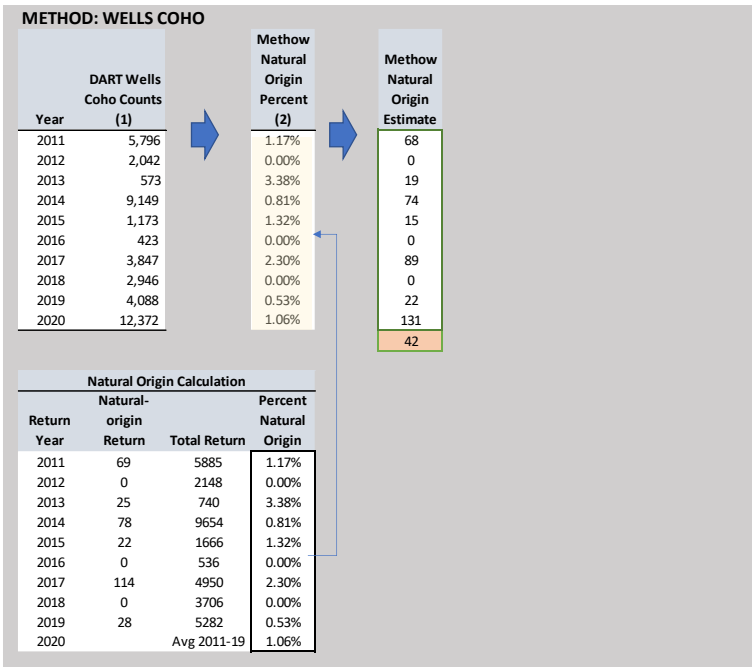 METHOD: WELLS COHO
Methow
Natural Methow
DART Wells Origin Natural
Coho Counts Percent Origin
Year (1) (2) Estimate
2011 5,796 1.17% 68
2012 2,042 0.00% 0
2013 573 3.38% 19
2014 9,149 0.81% 74
2015 1,173 1.32% 15
2016 423 0.00% 0
2017 3,847 2.30% 89
2018 2,946 0.00% 0
2019 4,088 0.53% 22
2020 12,372 1.06% 131
42
Natural Origin Calculation
Natural- Percent
Return origin Natural
Year Return Total Return Origin
2011 69 5885 1.17%
2012 0 2148 0.00%
2013 25 740 3.38%
2014 78 9654 0.81%
2015 22 1666 1.32%
2016 0 536 0.00%
2017 114 4950 2.30%
2018 0 3706 0.00%
2019 28 5282 0.53%
2020 Avg 2011-19 1.06%